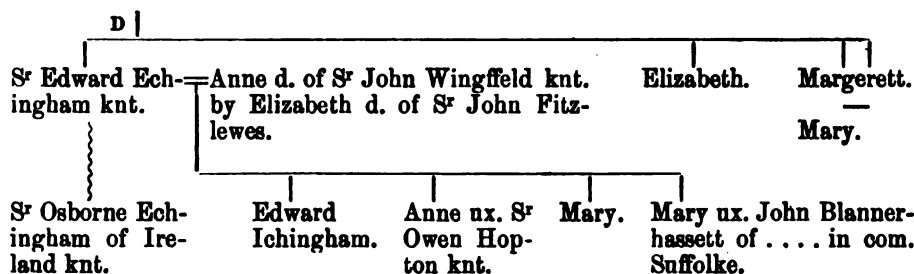 D
Sr Edward Ech-
ingham knt.
Anne d. of Sr John Wingffeld knt.
by Elizabeth d. of Sr John Fitz-
lewes.
Elizabeth.
Margerett.
Mary.
Sr Osborne Ech-
ingham of Ire-
land knt.
Edward
Ichingham.
Anne ux. Sr
Owen Hop-
ton knt.
Mary.
Mary ux. John Blanner-
hassett of .... in com.
Suffolke.